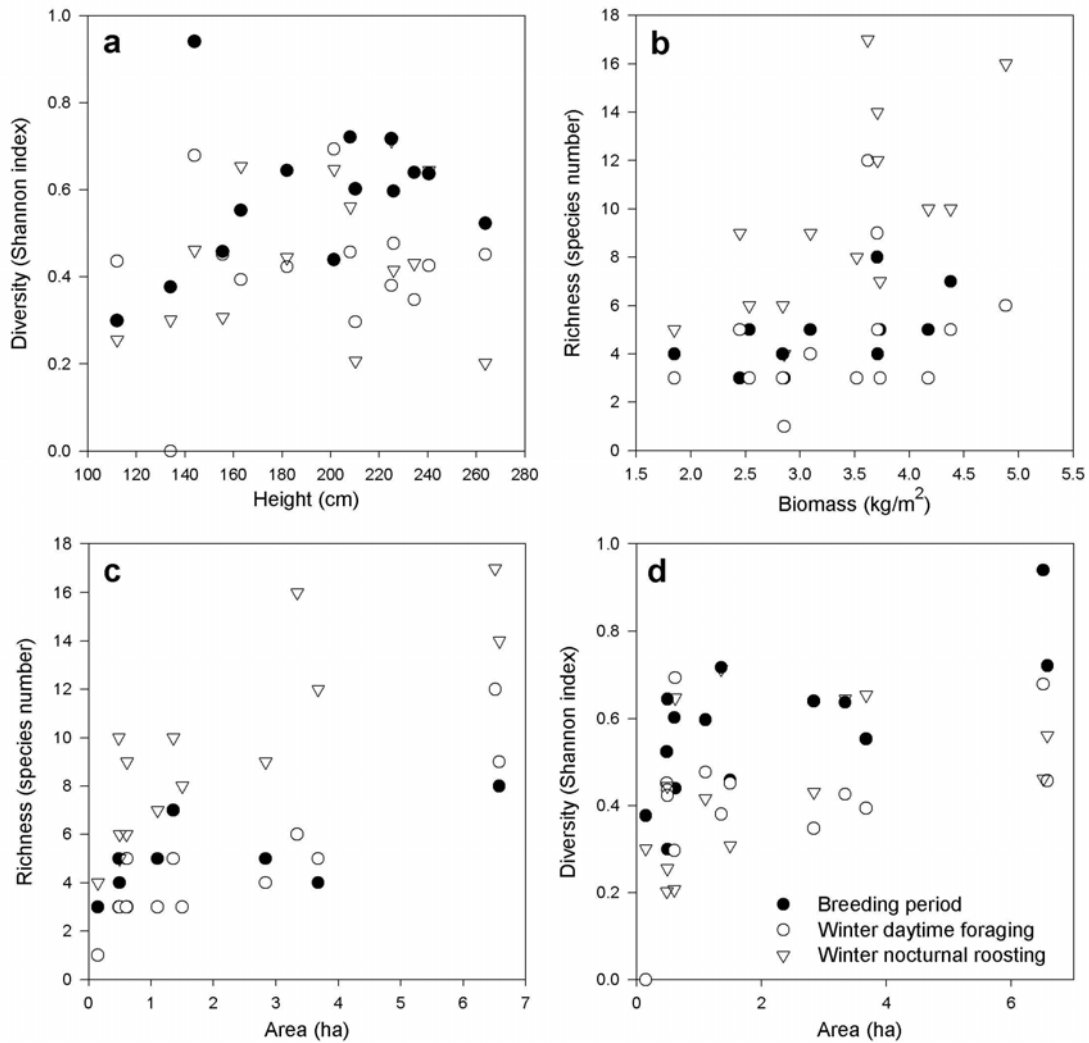 a
Diversity (Shannon index)
1.0
0.8
0.6
0.4
0.2
0.0
100 120 140 160 180 200 220 240 260 280
Height (cm)
b
Richness (species number)
18
16
14
12
10
8
6
4
2
0
1.5 2.0 2.5 3.0 3.5 4.0 4.5 5.0 5.5
Biomass (kg/m²)
c
Richness (species number)
18
16
14
12
10
8
6
4
2
0
0 1 2 3 4 5 6 7
Area (ha)
d
Diversity (Shannon index)
1.0
0.8
0.6
0.4
0.2
0.0
Breeding period
Winter daytime foraging
Winter nocturnal roosting
0 2 4 6
Area (ha)